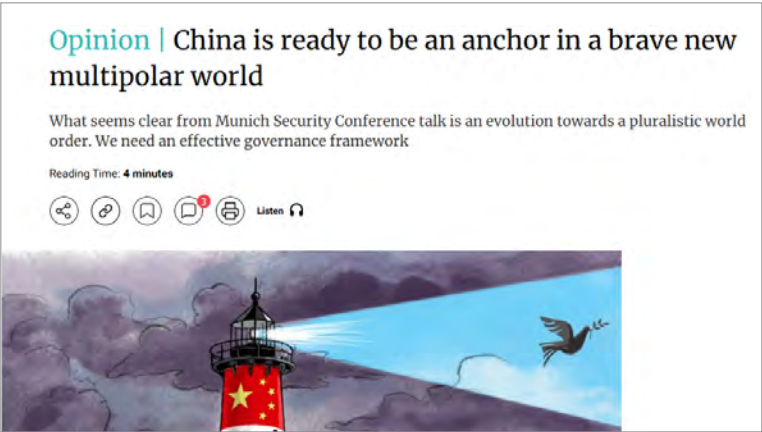 Opinion | China is ready to be an anchor in a brave new
multipolar world
What seems clear from Munich Security Conference talk is an evolution towards a pluralistic world
order. We need an effective governance framework
Reading Time: 4 minutes
3
Listen